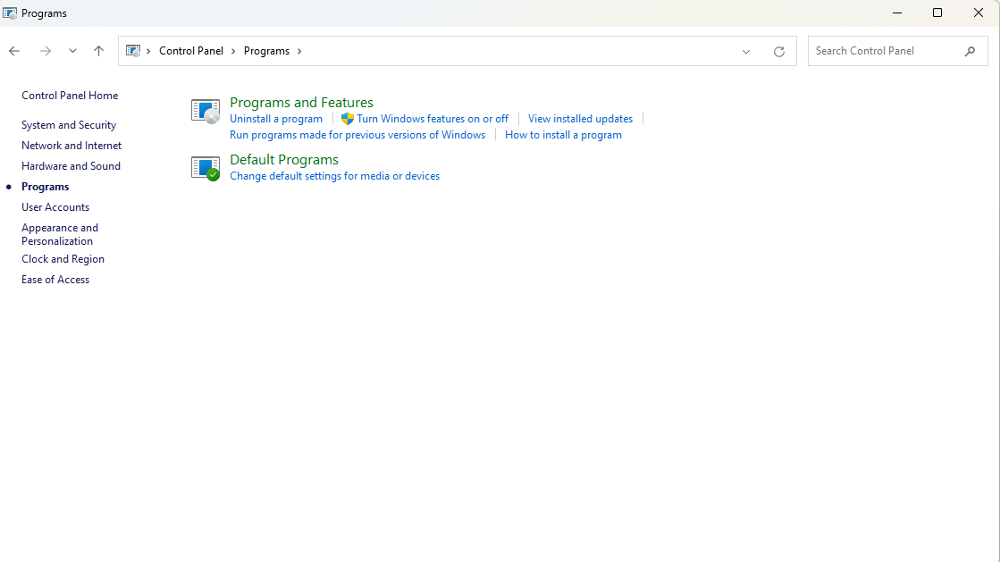 Programs
Control Panel Programs
Search Control Panel
Control Panel Home
System and Security
Network and Internet
Hardware and Sound
Programs
User Accounts
Appearance and
Personalization
Clock and Region
Ease of Access
Programs and Features
Uninstall a program Turn Windows features on or off View installed updates
Run programs made for previous versions of Windows How to install a program
Default Programs
Change default settings for media or devices